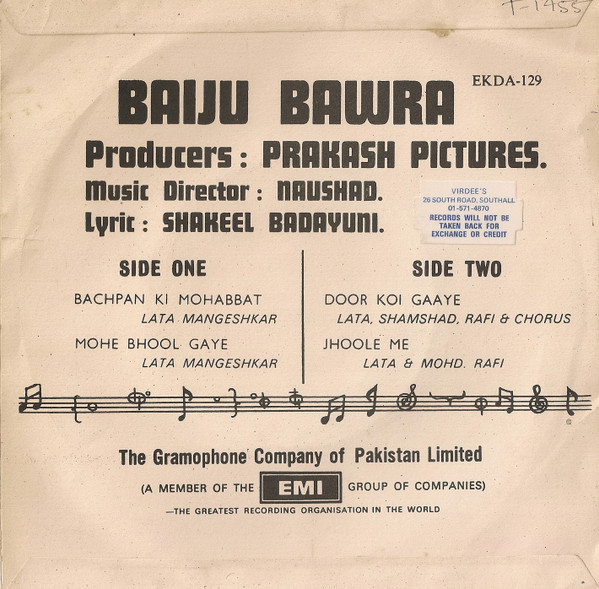 T-1455
BAIJU BAWRA
EKDA-129
Producers: PRAKASH PICTURES.
Music Director: NAUSHAD.
Lyric: SHAKEEL BADAYUNI.
VIRDEE'S
26 SOUTH ROAD, SOUTHALL
01-571-4870
RECORDS WILL NOT BE
TAKEN BACK FOR
EXCHANGE OR CREDIT
SIDE ONE
BACHPAN KI MOHABBAT
LATA MANGESHKAR
MOHE BHOOL GAYE
LATA MANGESHKAR
SIDE TWO
DOOR KOI GAAYE
LATA, SHAMSHAD, RAFI & CHORUS
JHOOLE ME
LATA & MOHD. RAFI
The Gramophone Company of Pakistan Limited
(A MEMBER OF THE EMI GROUP OF COMPANIES)
—THE GREATEST RECORDING ORGANISATION IN THE WORLD